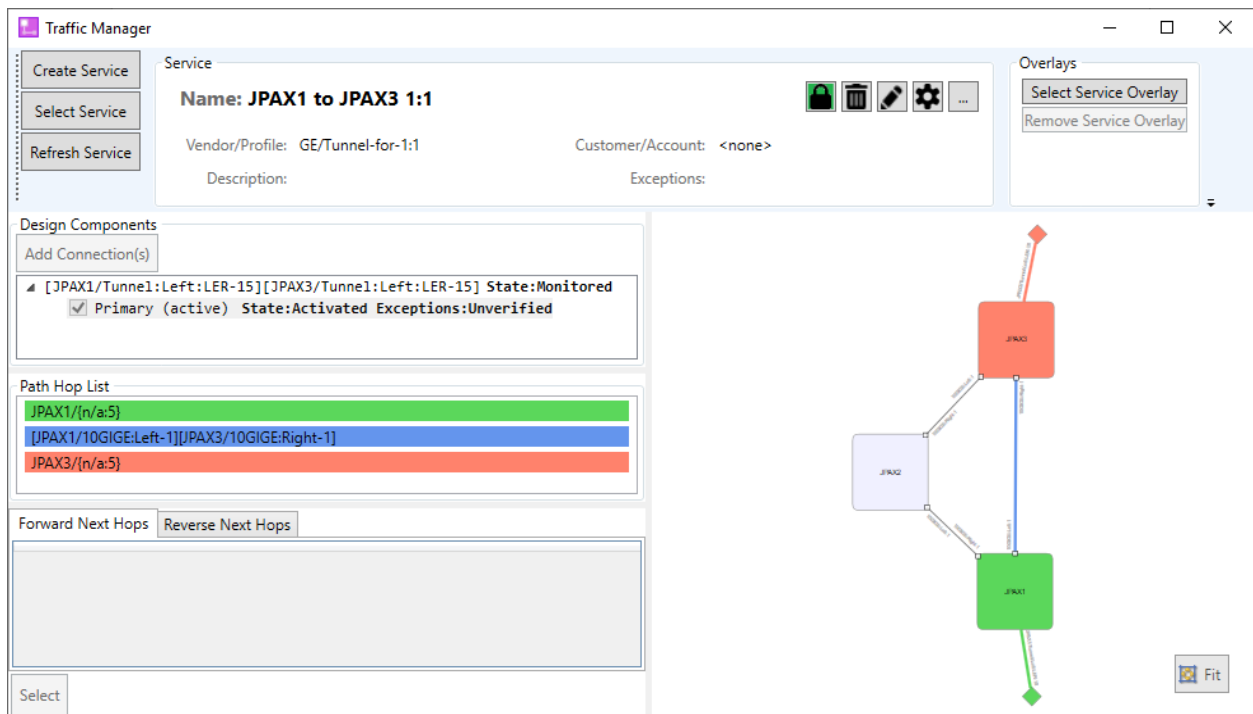 Traffic Manager
Create Service
Select Service
Refresh Service
Service
Name: JPAX1 to JPAX3 1:1
...
Vendor/Profile: GE/Tunnel-for-1:1
Customer/Account: <none>
Description:
Exceptions:
Overlays
Select Service Overlay
Remove Service Overlay
Design Components
Add Connection(s)
[JPAX1/Tunnel:Left:LER-15][JPAX3/Tunnel:Left:LER-15] State:Monitored
Primary (active) State:Activated Exceptions:Unverified
Path Hop List
JPAX1/{n/a:5}
[JPAX1/10GIGE:Left-1][JPAX3/10GIGE:Right-1]
JPAX3/{n/a:5}
Forward Next Hops
Reverse Next Hops
Select
JPAX3
JPAX2
JPAX1
Fit